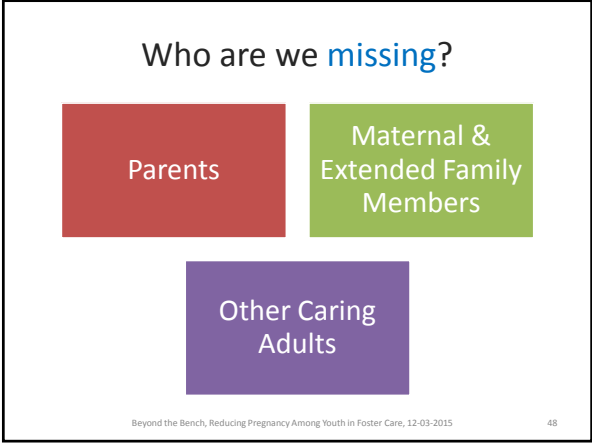 Who are we missing?
Parents
Maternal &
Extended Family
Members
Other Caring
Adults
Beyond the Bench, Reducing Pregnancy Among Youth in Foster Care, 12-03-2015
48